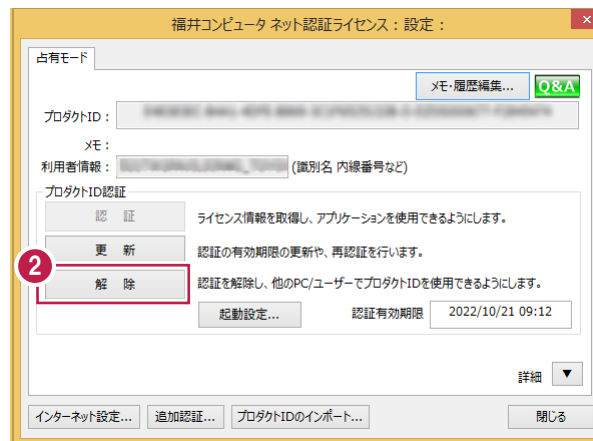 福井コンピュータ ネット認証ライセンス：設定：
占有モード
メモ・履歴編集...
Q&A
プロダクトID：
メモ：
利用者情報：
(識別名 内線番号など)
プロダクトID認証
認 証
ライセンス情報を取得し、アプリケーションを使用できるようにします。
更 新
認証の有効期限の更新や、再認証を行います。
2
解 除
認証を解除し、他のPC/ユーザーでプロダクトIDを使用できるようにします。
起動設定...
認証有効期限
2022/10/21 09:12
詳細
▼
インターネット設定...
追加認証...
プロダクトIDのインポート...
閉じる